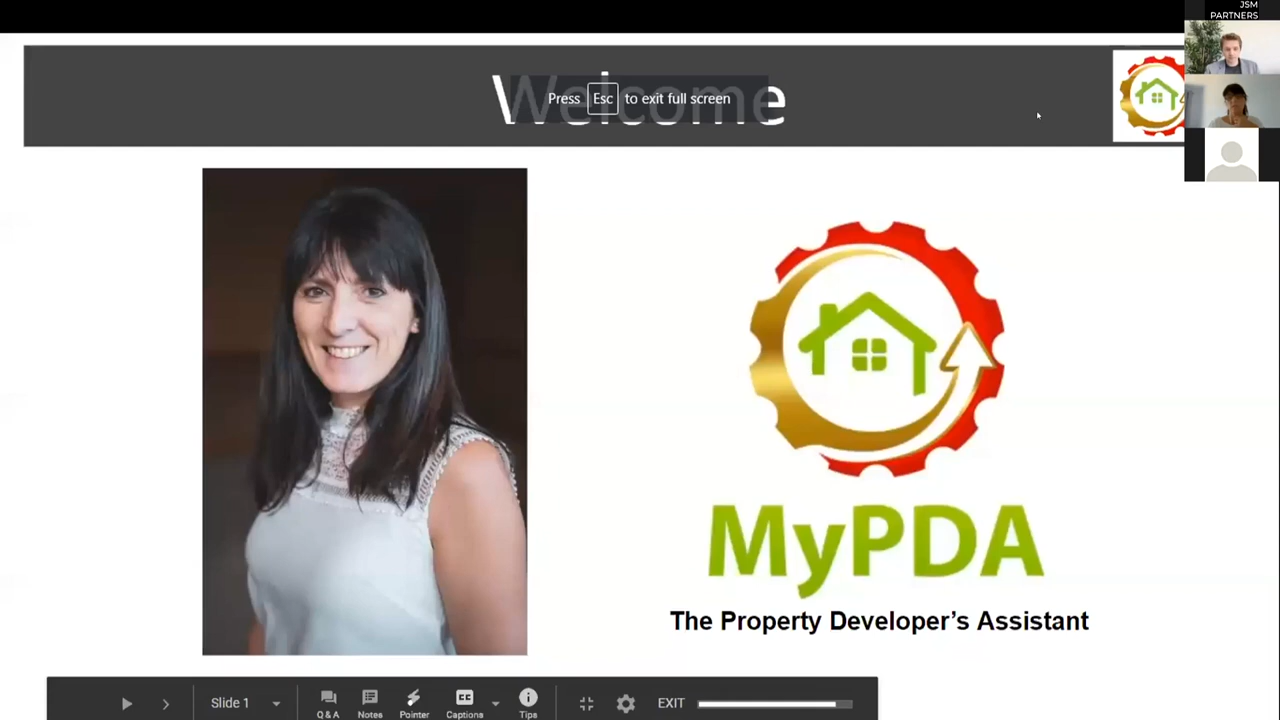 JSM
PARTNERS
Welcome
Press Esc to exit full screen
MyPDA
The Property Developer's Assistant
Slide 1
Q & A
Notes
Pointer
CC
Captions
Tips
EXIT